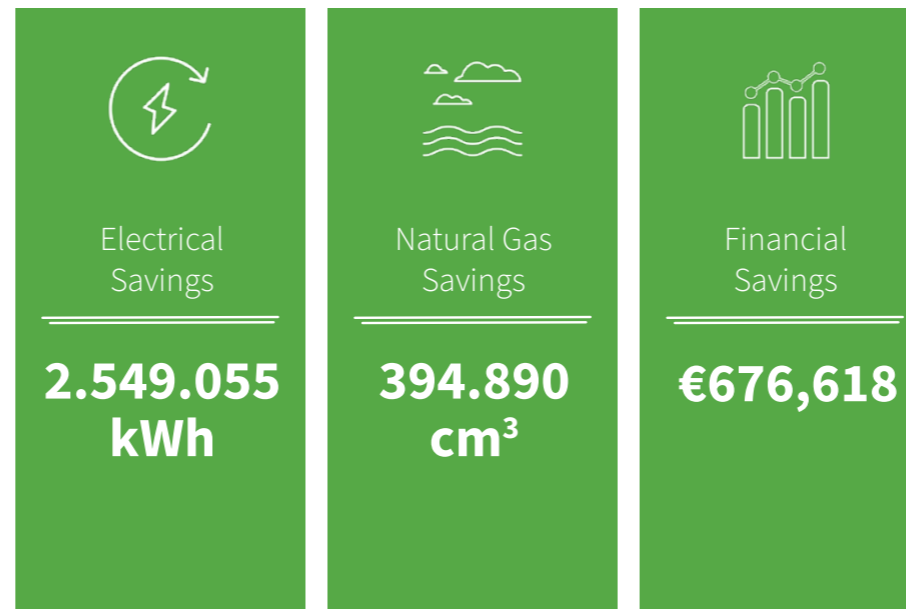 Electrical
Savings
2.549.055
kWh
Natural Gas
Savings
394.890
cm³
Financial
Savings
€676,618